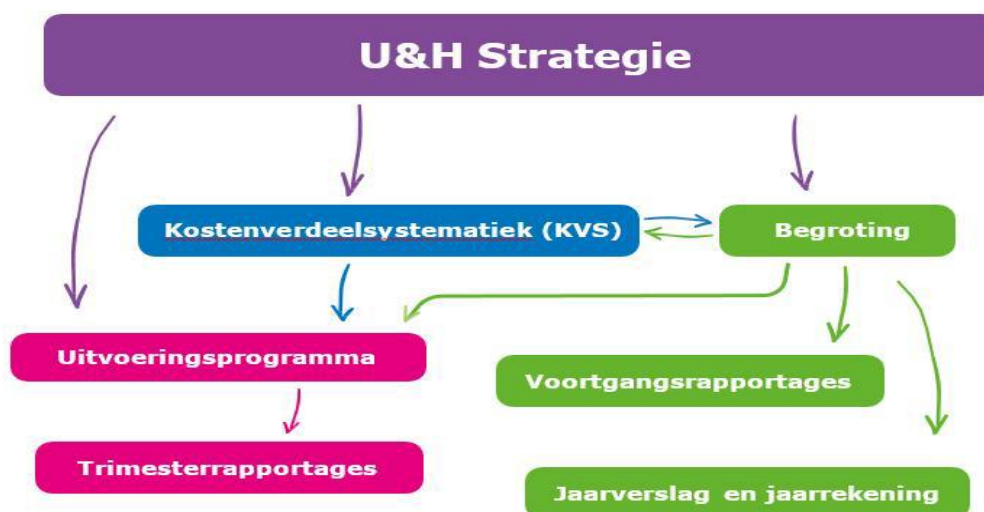 U&H Strategie
Kostenverdeelsystematiek (KVS)
Begroting
Uitvoeringsprogramma
Voortgangsrapportages
Trimesterrapportages
Jaarverslag en jaarrekening